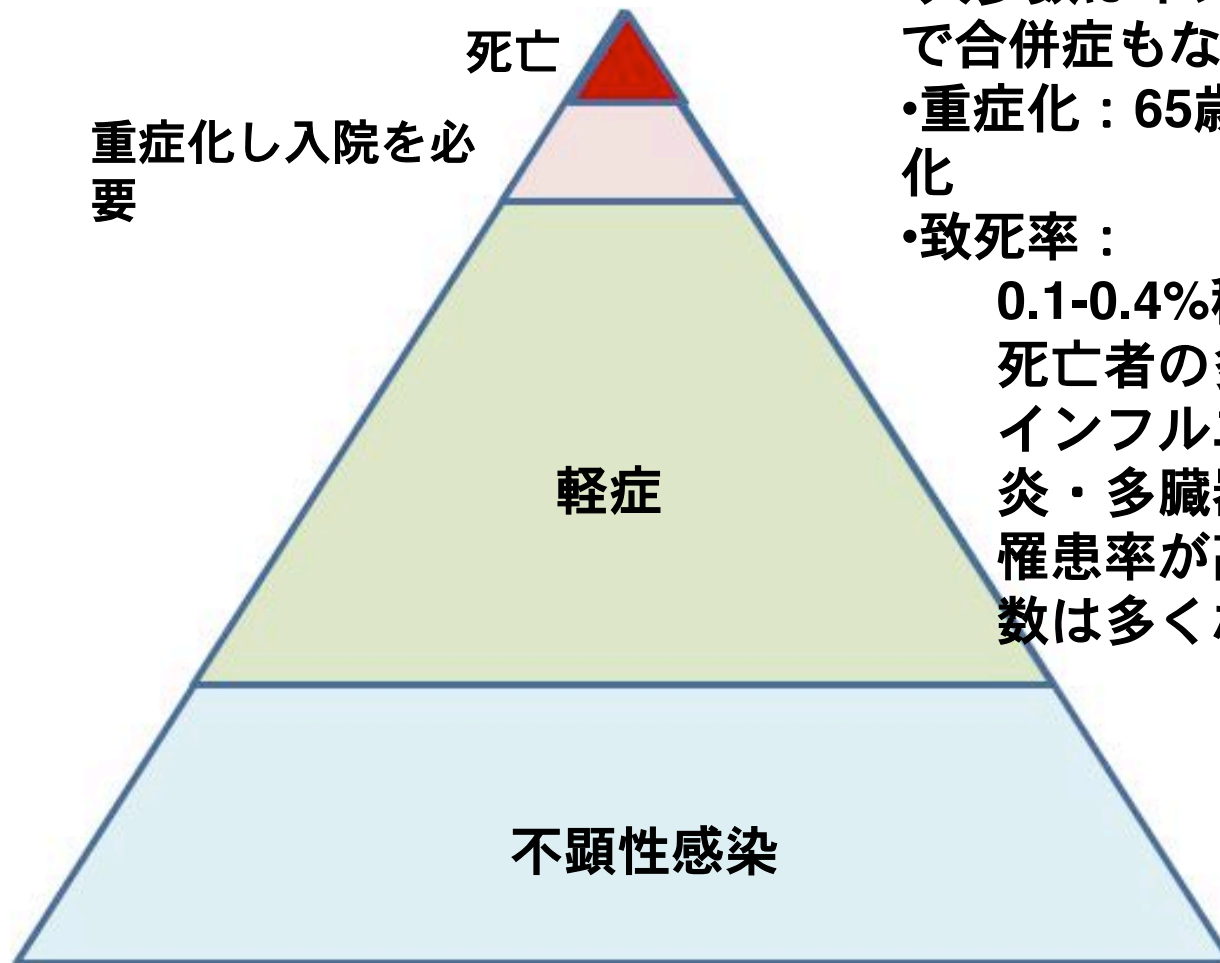 死亡
重症化し入院を必
要
軽症
不顕性感染
で合併症もな
•重症化：65歳
化
•致死率：
0.1-0.4%
死亡者の
インフル
炎・多臓
罹患率が
数は多く